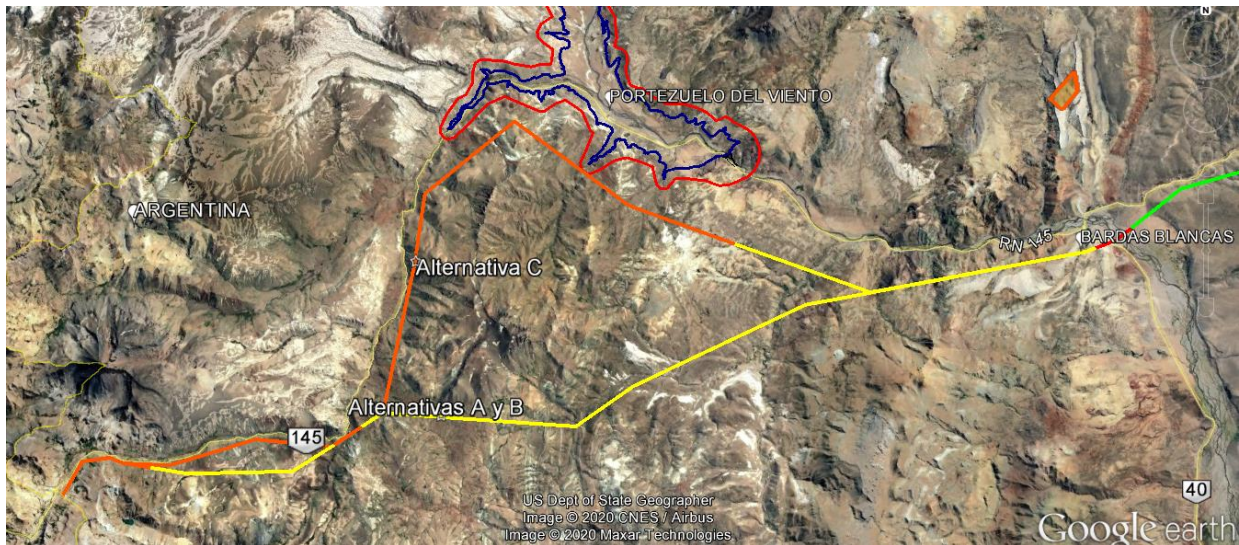 N
PORTEZUELO DEL VIENTO
ARGENTINA
RN 145
BARDAS BLANCAS
Alternativa C
Alternativas A y B
145
40
US Dept of State Geographer
Image © 2020 CNES / Airbus
Image © 2020 Maxar Technologies
Google earth